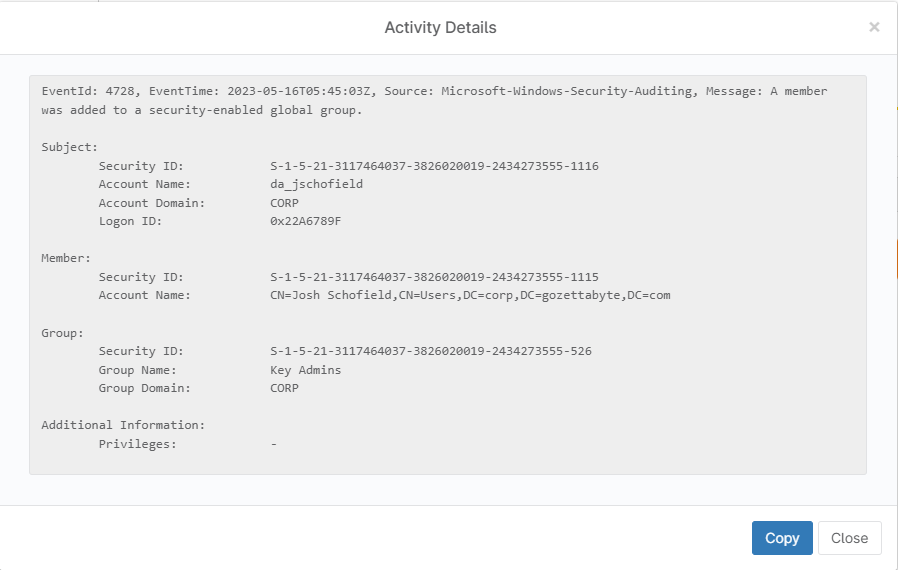 Activity Details
×
EventId: 4728, EventTime: 2023-05-16T05:45:03Z, Source: Microsoft-Windows-Security-Auditing, Message: A member
was added to a security-enabled global group.
Subject:
Security ID: S-1-5-21-3117464037-3826020019-2434273555-1116
Account Name: da_jschofield
Account Domain: CORP
Logon ID: 0x22A6789F
Member:
Security ID: S-1-5-21-3117464037-3826020019-2434273555-1115
Account Name: CN=Josh Schofield,CN=Users,DC=corp,DC=gozettabyte,DC=com
Group:
Security ID: S-1-5-21-3117464037-3826020019-2434273555-526
Group Name: Key Admins
Group Domain: CORP
Additional Information:
Privileges: -
Copy Close